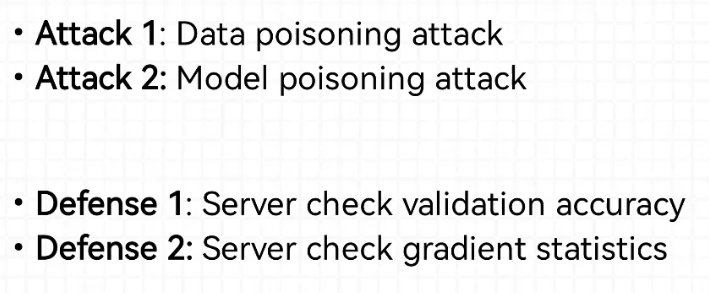 • Attack 1: Data poisoning attack
• Attack 2: Model poisoning attack
• Defense 1: Server check validation accuracy
• Defense 2: Server check gradient statistics